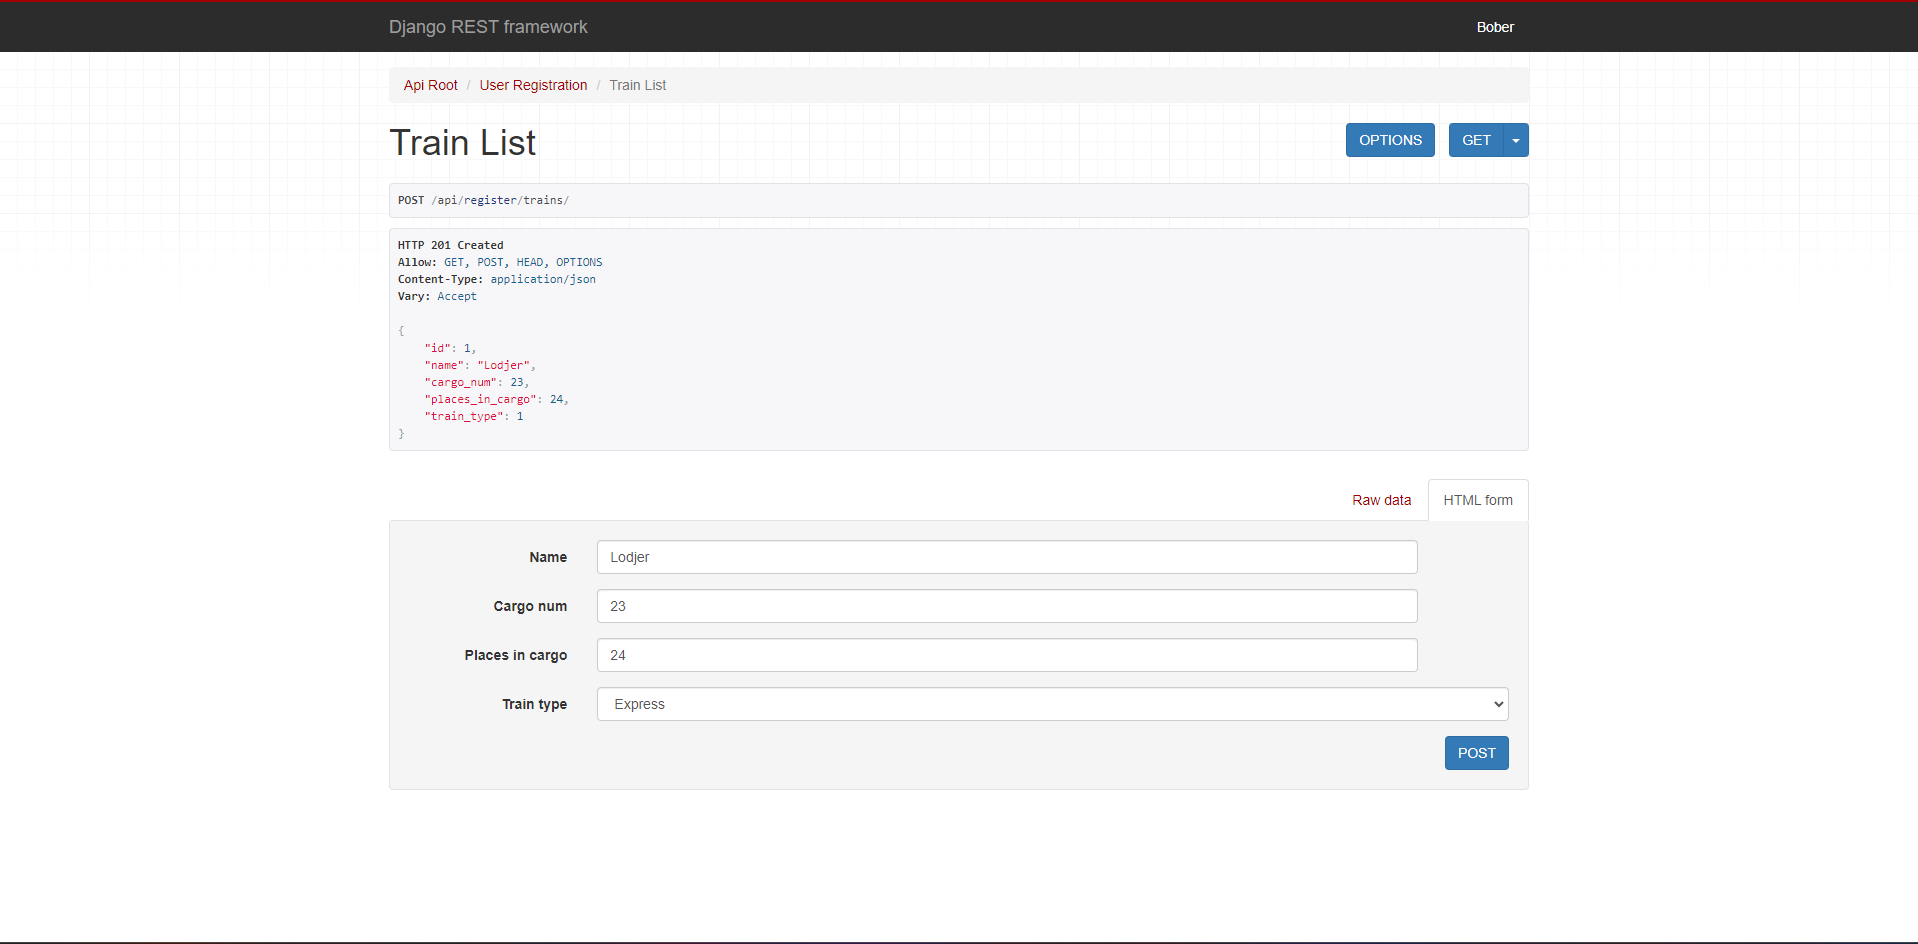 Django REST framework
Bober
Api Root / User Registration / Train List
Train List
OPTIONS
GET
POST /api/register/trains/
HTTP 201 Created
Allow: GET, POST, HEAD, OPTIONS
Content-Type: application/json
Vary: Accept
{
    "id": 1,
    "name": "Lodjer",
    "cargo_num": 23,
    "places_in_cargo": 24,
    "train_type": 1
}
Raw data
HTML form
Name
Lodjer
Cargo num
23
Places in cargo
24
Train type
Express
POST